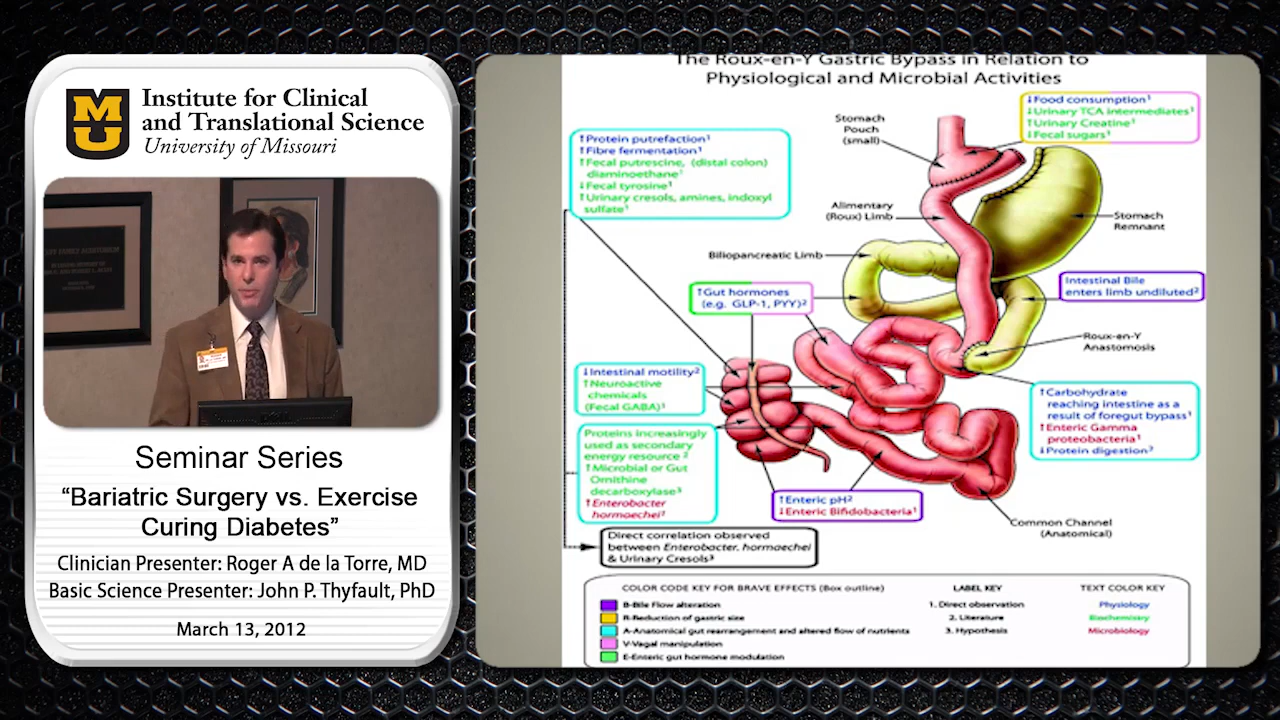 MU
Institute for Clinical
and Translational Science
University of Missouri
Seminar Series
“Bariatric Surgery vs. Exercise
Curing Diabetes”
Clinician Presenter: Roger A de la Torre, MD
Basic Science Presenter: John P. Thyfault, PhD
March 13, 2012
The Roux-en-Y Gastric Bypass in Relation to
Physiological and Microbial Activities
↓Food consumption¹
↓Urinary TCA intermediates¹
↑Urinary Creatine¹
↓Fecal sugars¹
Stomach
Pouch
(small)
↑Protein putrefaction¹
↑Fibre fermentation¹
↑Fecal putrescine, (distal colon)
diaminoethane¹
↓Fecal tyrosine¹
↑Urinary cresols, amines, indoxyl
sulfate¹
Alimentary
(Roux) Limb
Stomach
Remnant
Biliopancreatic Limb
Intestinal Bile
enters limb undiluted²
↑Gut hormones
(e.g. GLP-1, PYY)²
Roux-en-Y
Anastomosis
↓Intestinal motility²
↑Neuroactive
chemicals
(Fecal GABA)¹
↑Carbohydrate
reaching intestine as a
result of foregut bypass¹
↑Enteric Gamma
proteobacteria¹
↓Protein digestion²
Proteins increasingly
used as secondary
energy resource ²
↑Microbial or Gut
Ornithine
decarboxylase³
↑Enterobacter
hormaechei¹
↑Enteric pH²
↓Enteric Bifidobacteria¹
Common Channel
(Anatomical)
Direct correlation observed
between Enterobacter. hormaechei
& Urinary Cresols³
COLOR CODE KEY FOR BRAVE EFFECTS (Box outline)
B-Bile Flow alteration
R-Reduction of gastric size
A-Anatomical gut rearrangement and altered flow of nutrients
V-Vagal manipulation
E-Enteric gut hormone modulation
LABEL KEY
1. Direct observation
2. Literature
3. Hypothesis
TEXT COLOR KEY
Physiology
Biochemistry
Microbiology